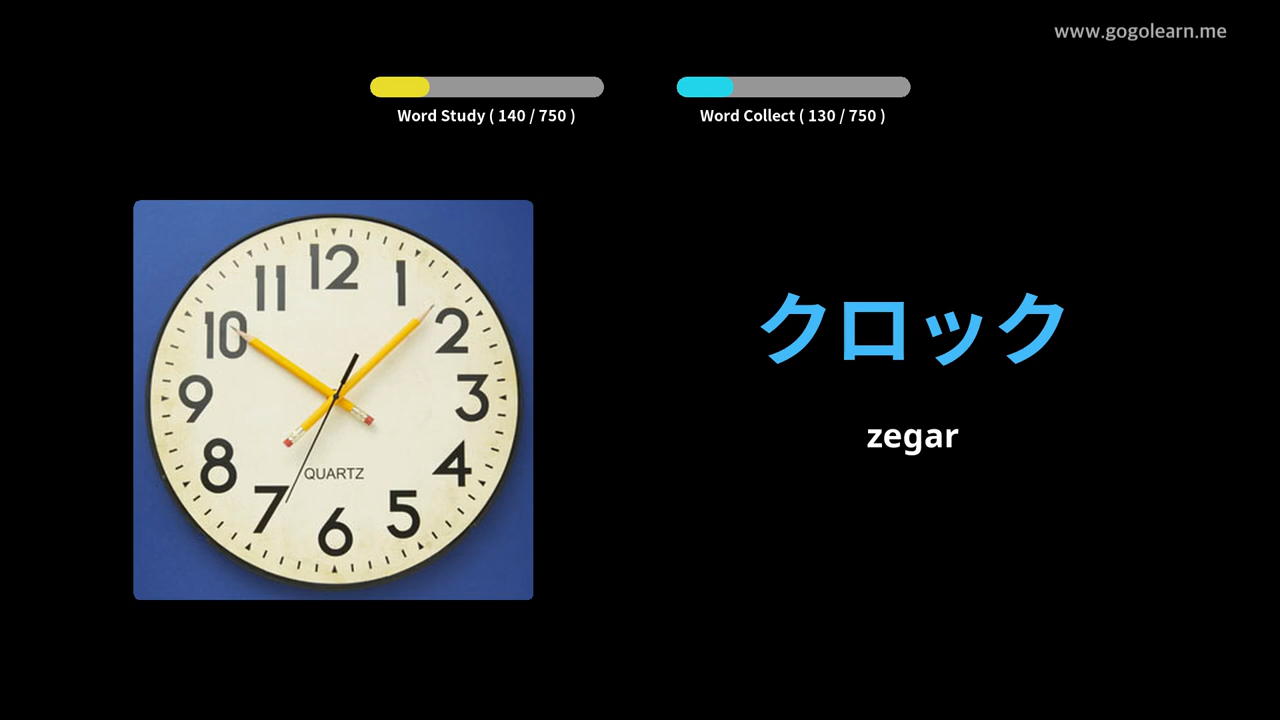 www.gogolearn.me
Word Study ( 140 / 750 )
Word Collect ( 130 / 750 )
12
11
1
10
2
9
3
8
4
7
5
6
QUARTZ
クロック
zegar